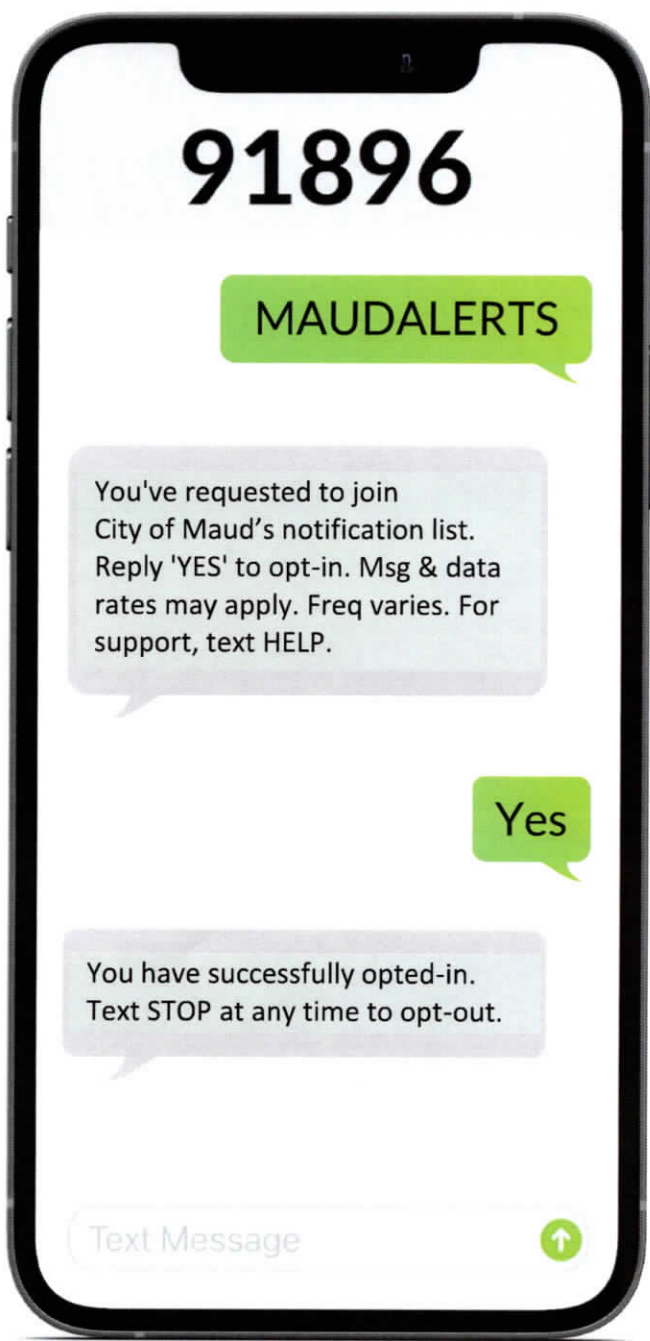 91896
MAUDALERTS
You've requested to join
City of Maud’s notification list.
Reply 'YES' to opt-in. Msg & data
rates may apply. Freq varies. For
support, text HELP.
Yes
You have successfully opted-in.
Text STOP at any time to opt-out.
Text Message